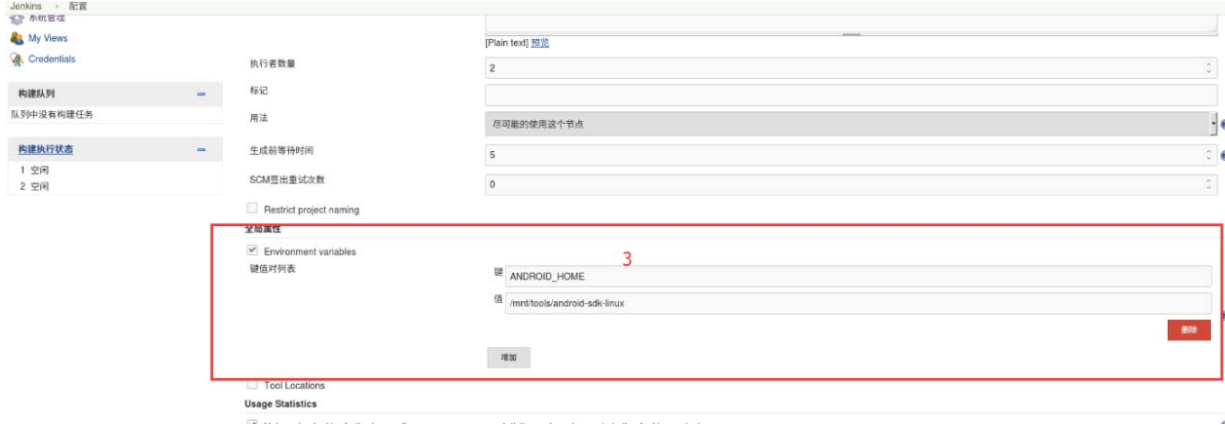 Jenkins › 配置
系统管理
My Views
Credentials
构建队列
队列中没有构建任务
构建执行状态
1 空闲
2 空闲
[Plain text] 预览
执行者数量
2
标记
用法
尽可能的使用这个节点
生成前等待时间
5
SCM签出重试次数
0
Restrict project naming
全局属性
Environment variables
3
键值对列表
键
ANDROID_HOME
值
/mnt/tools/android-sdk-linux
删除
增加
Tool Locations
Usage Statistics